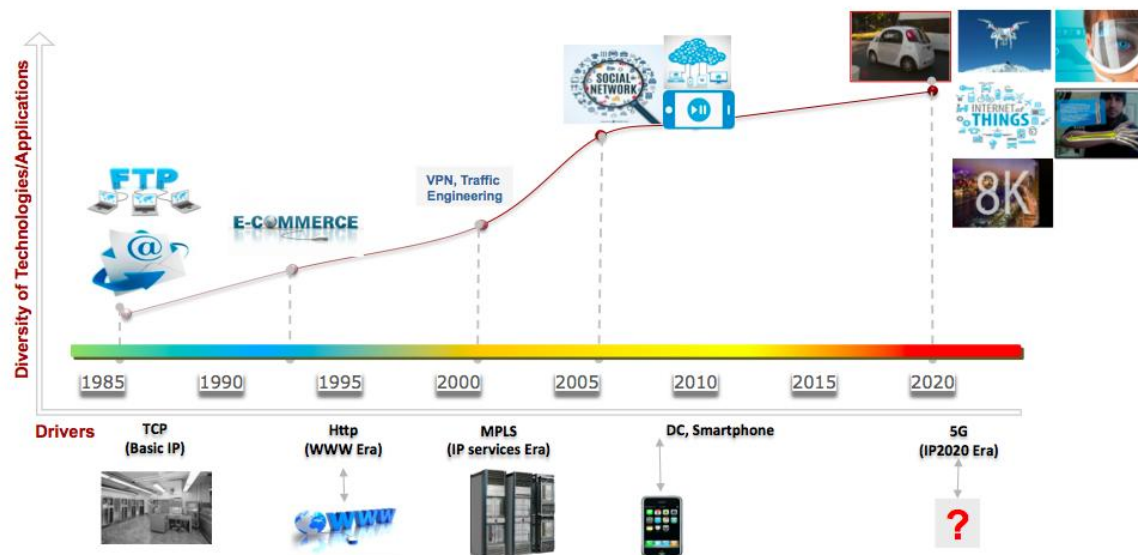 Diversity of Technologies/Applications
FTP
@
E-COMMERCE
VPN, Traffic
Engineering
SOCIAL
NETWORK
INTERNET of
THINGS
8K
1985
1990
1995
2000
2005
2010
2015
2020
Drivers
TCP
(Basic IP)
Http
(WWW Era)
MPLS
(IP services Era)
DC, Smartphone
5G
(IP2020 Era)
WWW
?